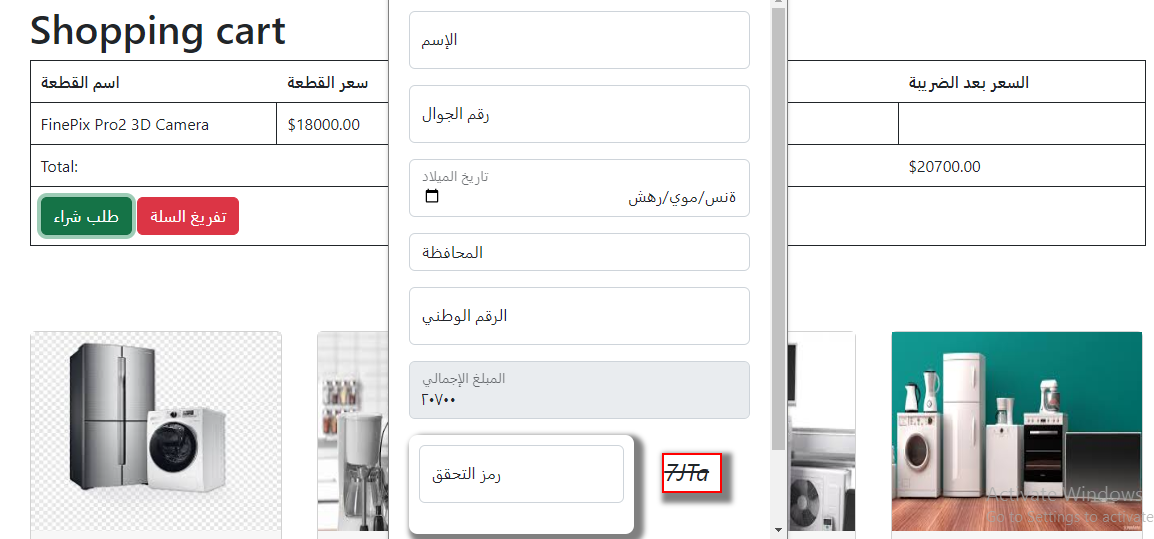 Shopping cart
اسم القطعة
سعر القطعة
السعر بعد الضريبة
FinePix Pro2 3D Camera
$18000.00
Total:
$20700.00
طلب شراء
تفريغ السلة
الإسم
رقم الجوال
تاريخ الميلاد
ةنس/موي/رهش
المحافظة
الرقم الوطني
المبلغ الإجمالي
٢٠٧٠٠
رمز التحقق
7JTa
Activate Windows
Go to Settings to activate